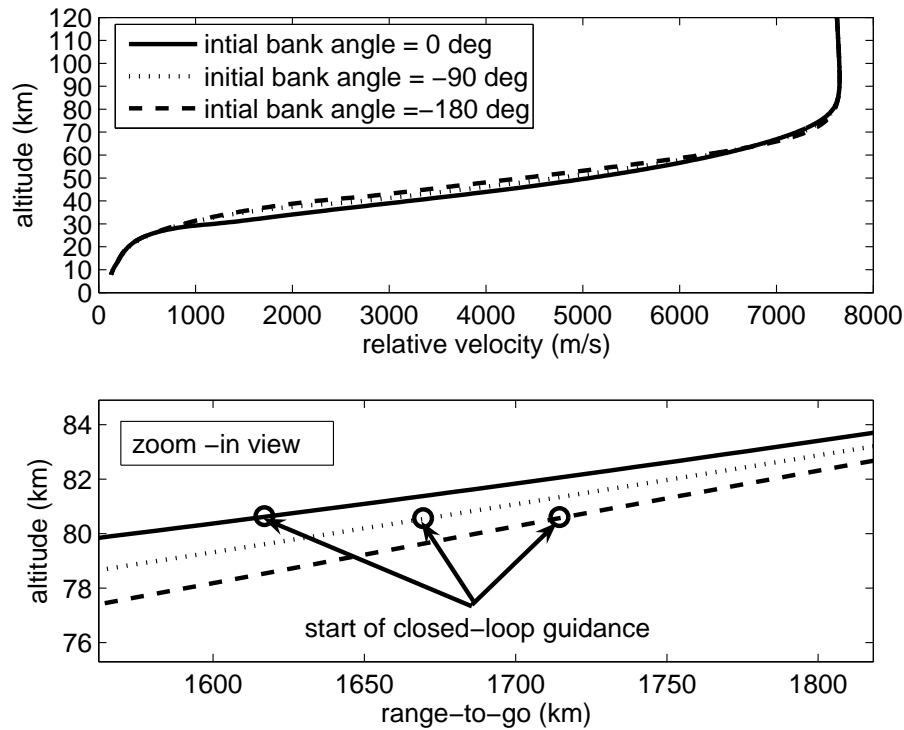 120
110
100
90
80
70
60
50
40
30
20
10
0
altitude (km)
intial bank angle = 0 deg
initial bank angle = −90 deg
intial bank angle =−180 deg
0 1000 2000 3000 4000 5000 6000 7000 8000
relative velocity (m/s)
84
82
80
78
76
altitude (km)
zoom −in view
start of closed−loop guidance
1600 1650 1700 1750 1800
range−to−go (km)